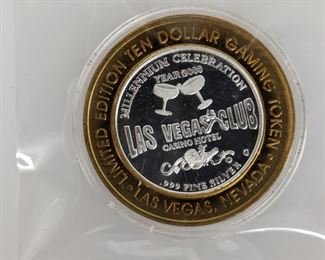 LIMITED EDITION TEN DOLLAR GAMING TOKEN
• LAS VEGAS, NEVADA •
MILLENNIUM CELEBRATION
YEAR 2000
LAS VEGAS CLUB
CASINO HOTEL
.999 FINE SILVER